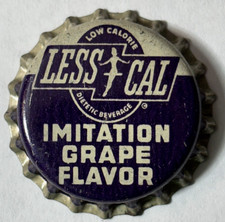 LOW CALORIE
LESS CAL
DIETETIC BEVERAGE
IMITATION
GRAPE
FLAVOR